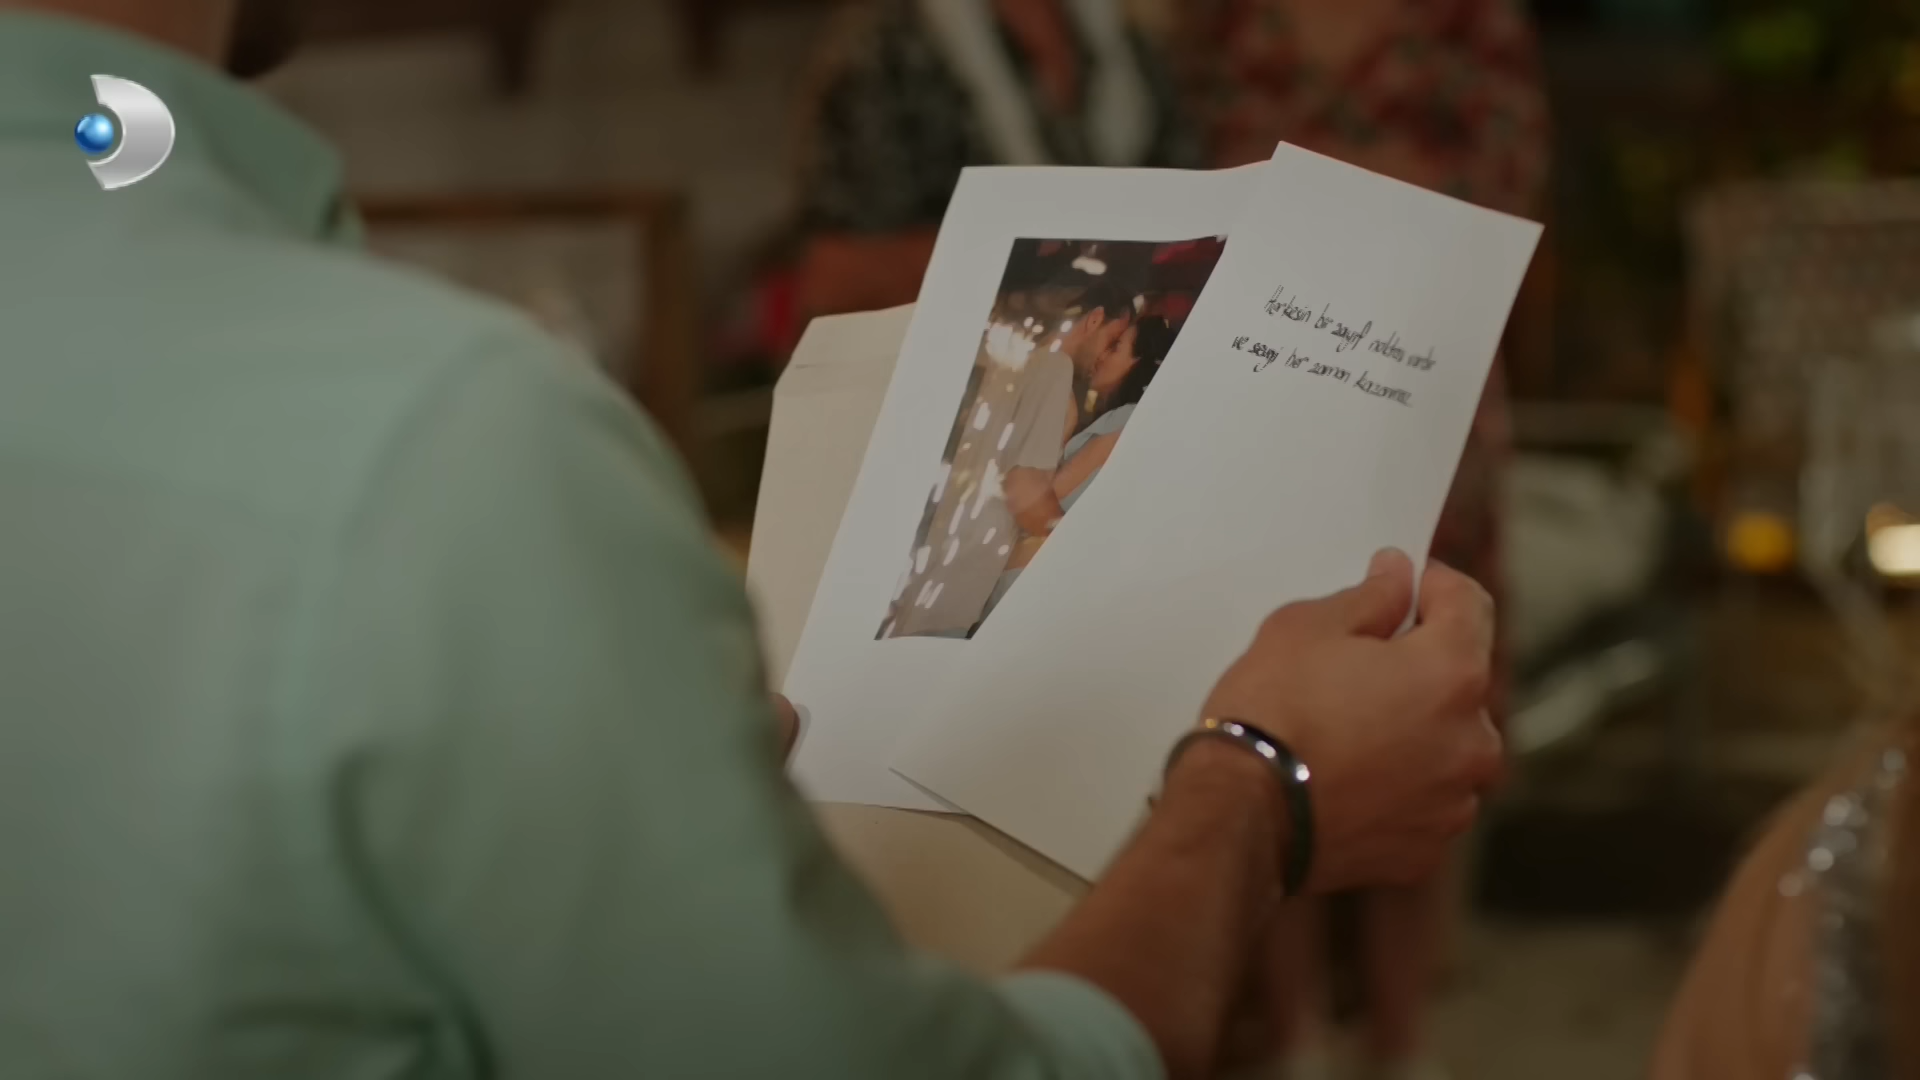 Herkesin bir zayıf noktası vardır
ve sevgi her zaman kazanmaz.